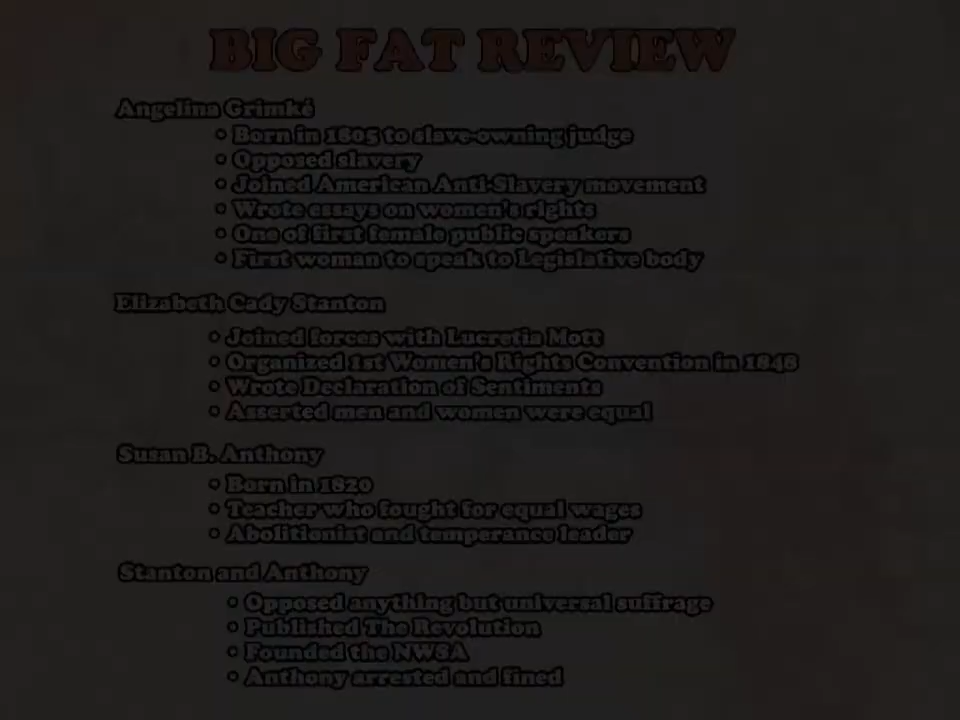 BIG FAT REVIEW
Angelina Grimké
• Born in 1805 to slave-owning judge
• Opposed slavery
• Joined American Anti-Slavery movement
• Wrote essays on women's rights
• One of first female public speakers
• First woman to speak to Legislative body
Elizabeth Cady Stanton
• Joined forces with Lucretia Mott
• Organized 1st Women's Rights Convention in 1848
• Wrote Declaration of Sentiments
• Asserted men and women were equal
Susan B. Anthony
• Born in 1820
• Teacher who fought for equal wages
• Abolitionist and temperance leader
Stanton and Anthony
• Opposed anything but universal suffrage
• Published The Revolution
• Founded the NWSA
• Anthony arrested and fined